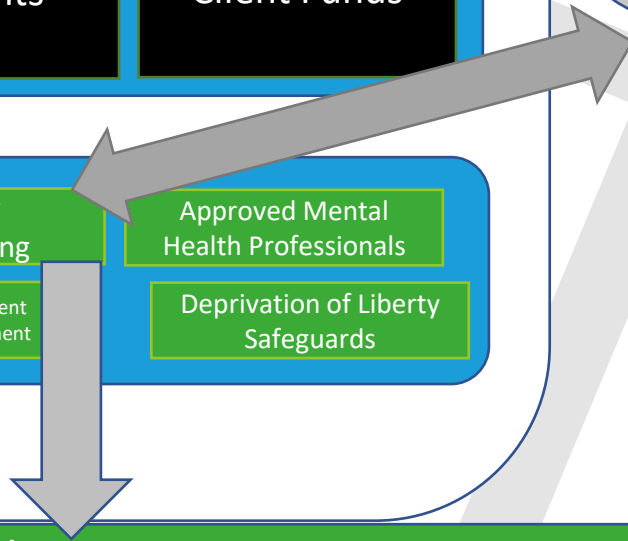 Client Funds
Approved Mental
Health Professionals
Deprivation of Liberty
Safeguards